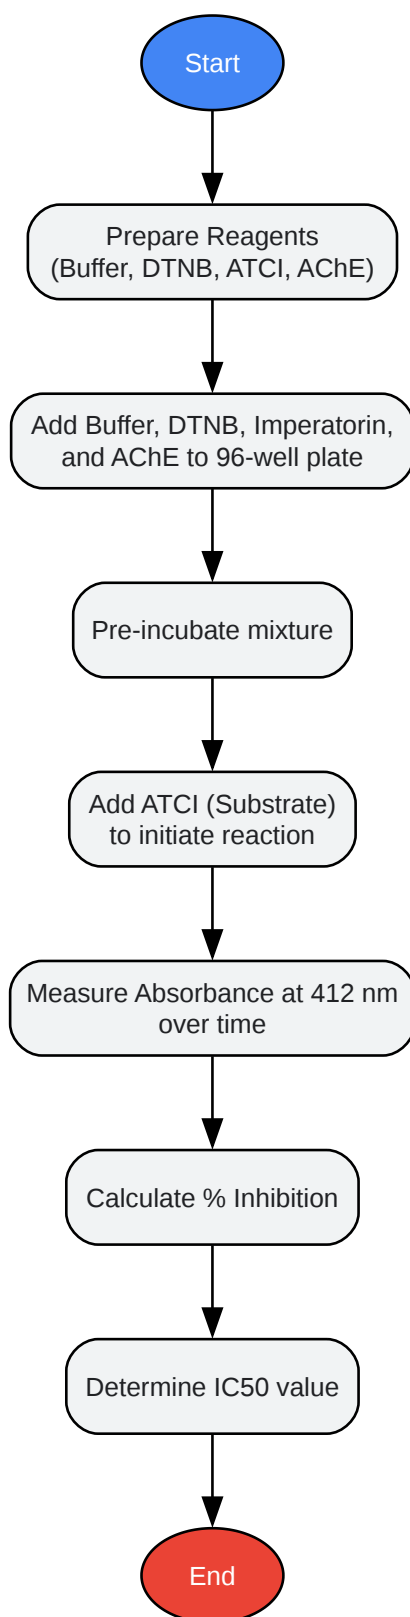 Start
Prepare Reagents
(Buffer, DTNB, ATCI, AChE)
Add Buffer, DTNB, Imperatorin,
and AChE to 96-well plate
Pre-incubate mixture
Add ATCI (Substrate)
to initiate reaction
Measure Absorbance at 412 nm
over time
Calculate % Inhibition
Determine IC50 value
End